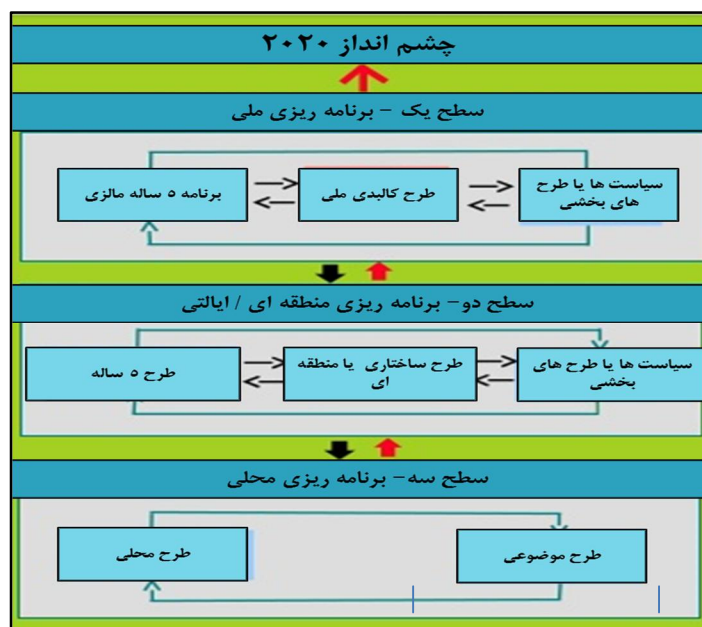 چشم انداز ۲۰۲۰
سطح یک – برنامه ریزی ملی
سیاست ها یا طرح
های بخشی
طرح کالبدی ملی
برنامه ۵ ساله مالزی
سطح دو– برنامه ریزی منطقه ای / ایالتی
سیاست ها یا طرح های
بخشی
طرح ساختاری یا منطقه
ای
طرح ۵ ساله
سطح سه– برنامه ریزی محلی
طرح موضوعی
طرح محلی